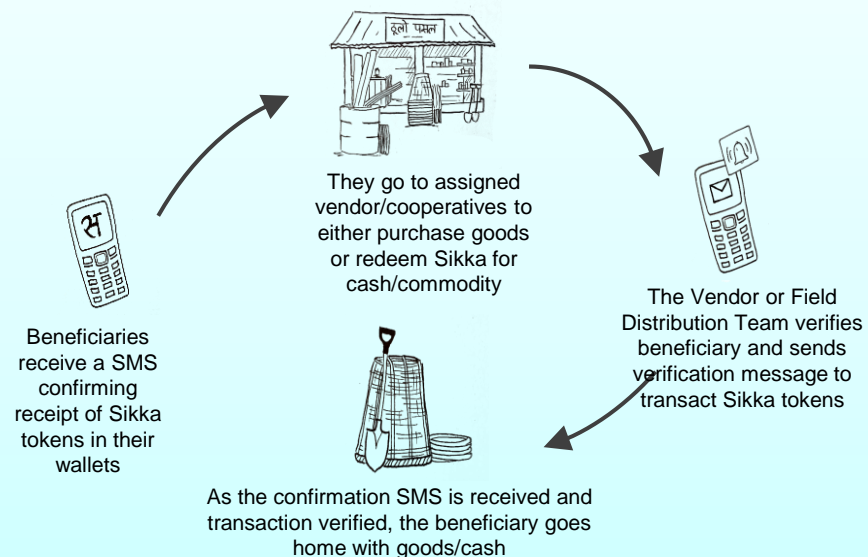 ठूलो पसल
They go to assigned
vendor/cooperatives to
either purchase goods
or redeem Sikka for
cash/commodity
स
Beneficiaries
receive a SMS
confirming
receipt of Sikka
tokens in their
wallets
The Vendor or Field
Distribution Team verifies
beneficiary and sends
verification message to
transact Sikka tokens
As the confirmation SMS is received and
transaction verified, the beneficiary goes
home with goods/cash